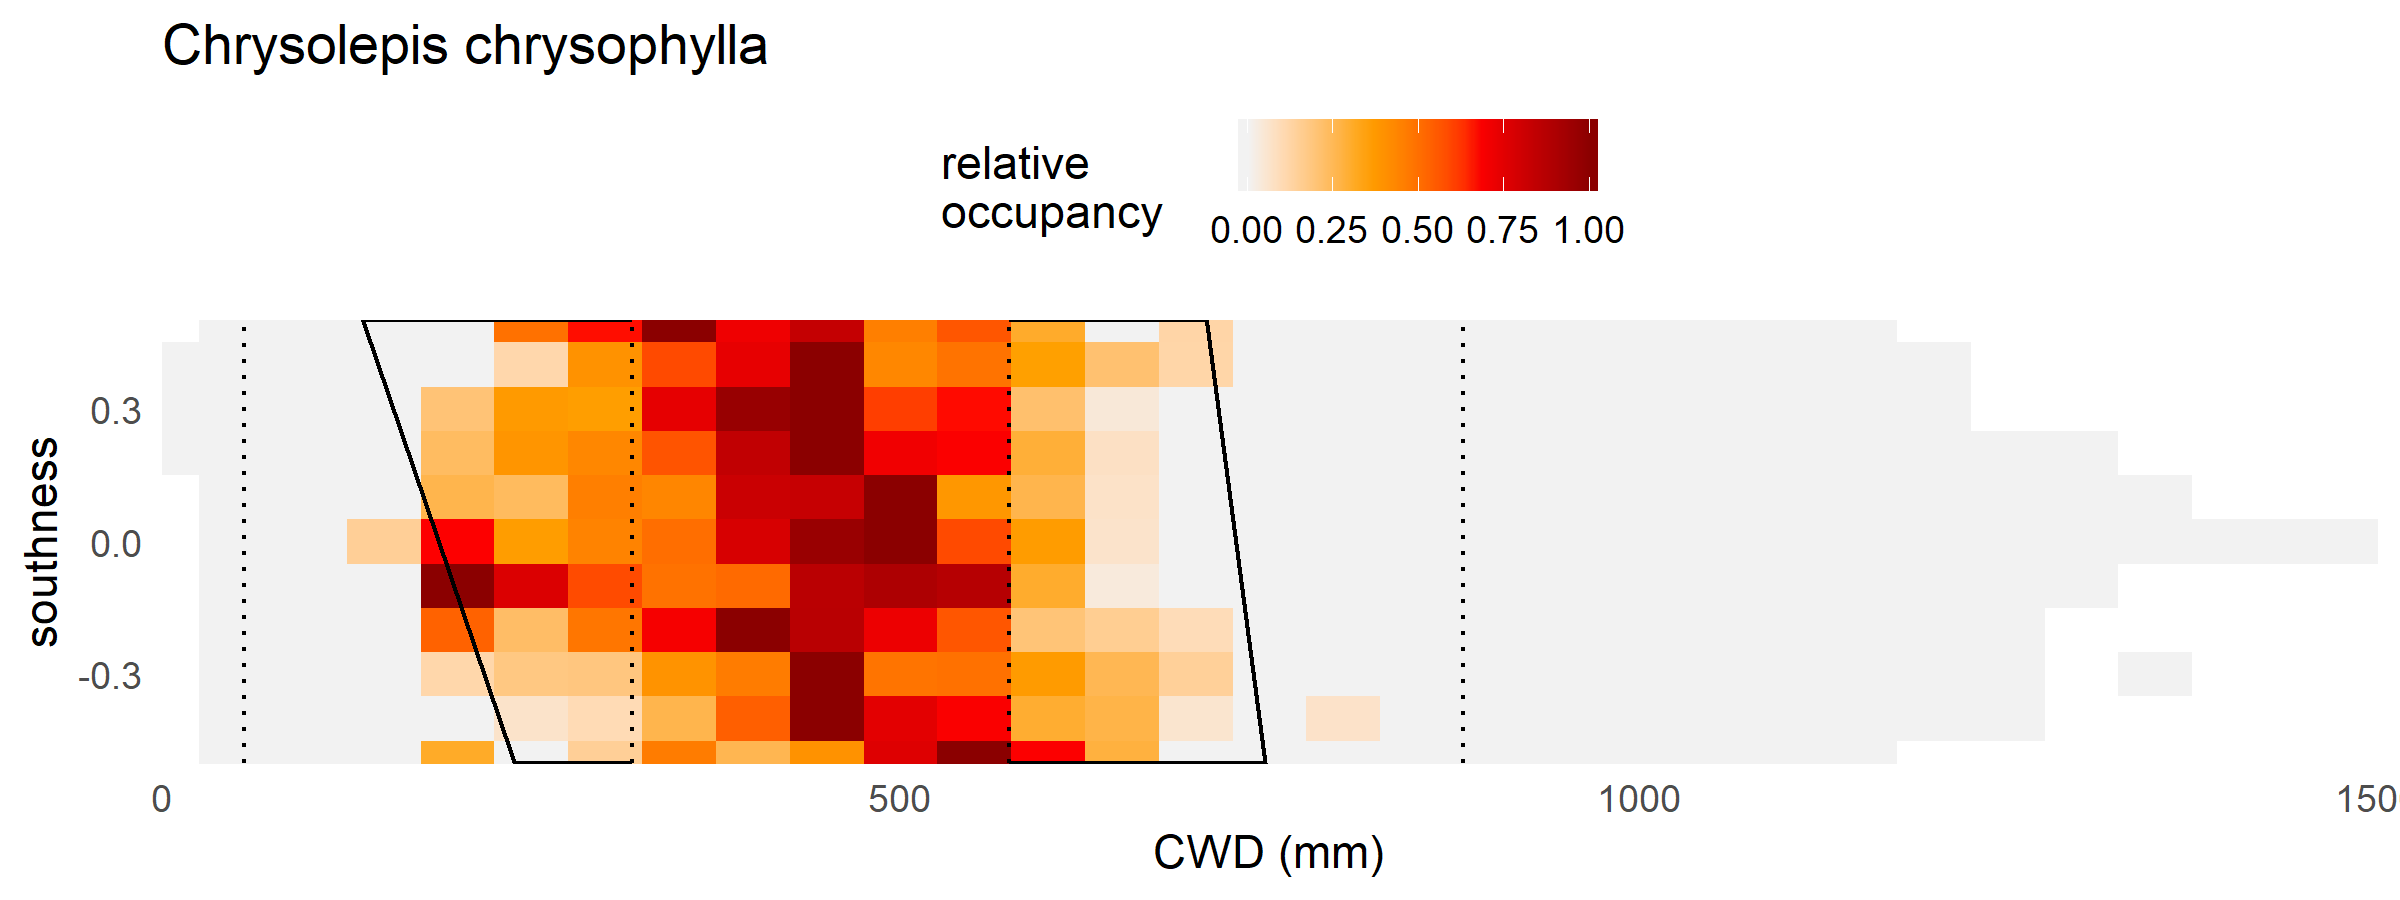 Chrysolepis chrysophylla
relative
occupancy
0.00 0.25 0.50 0.75 1.00
0.3
0.0
-0.3
southness
0 500 1000 150
CWD (mm)